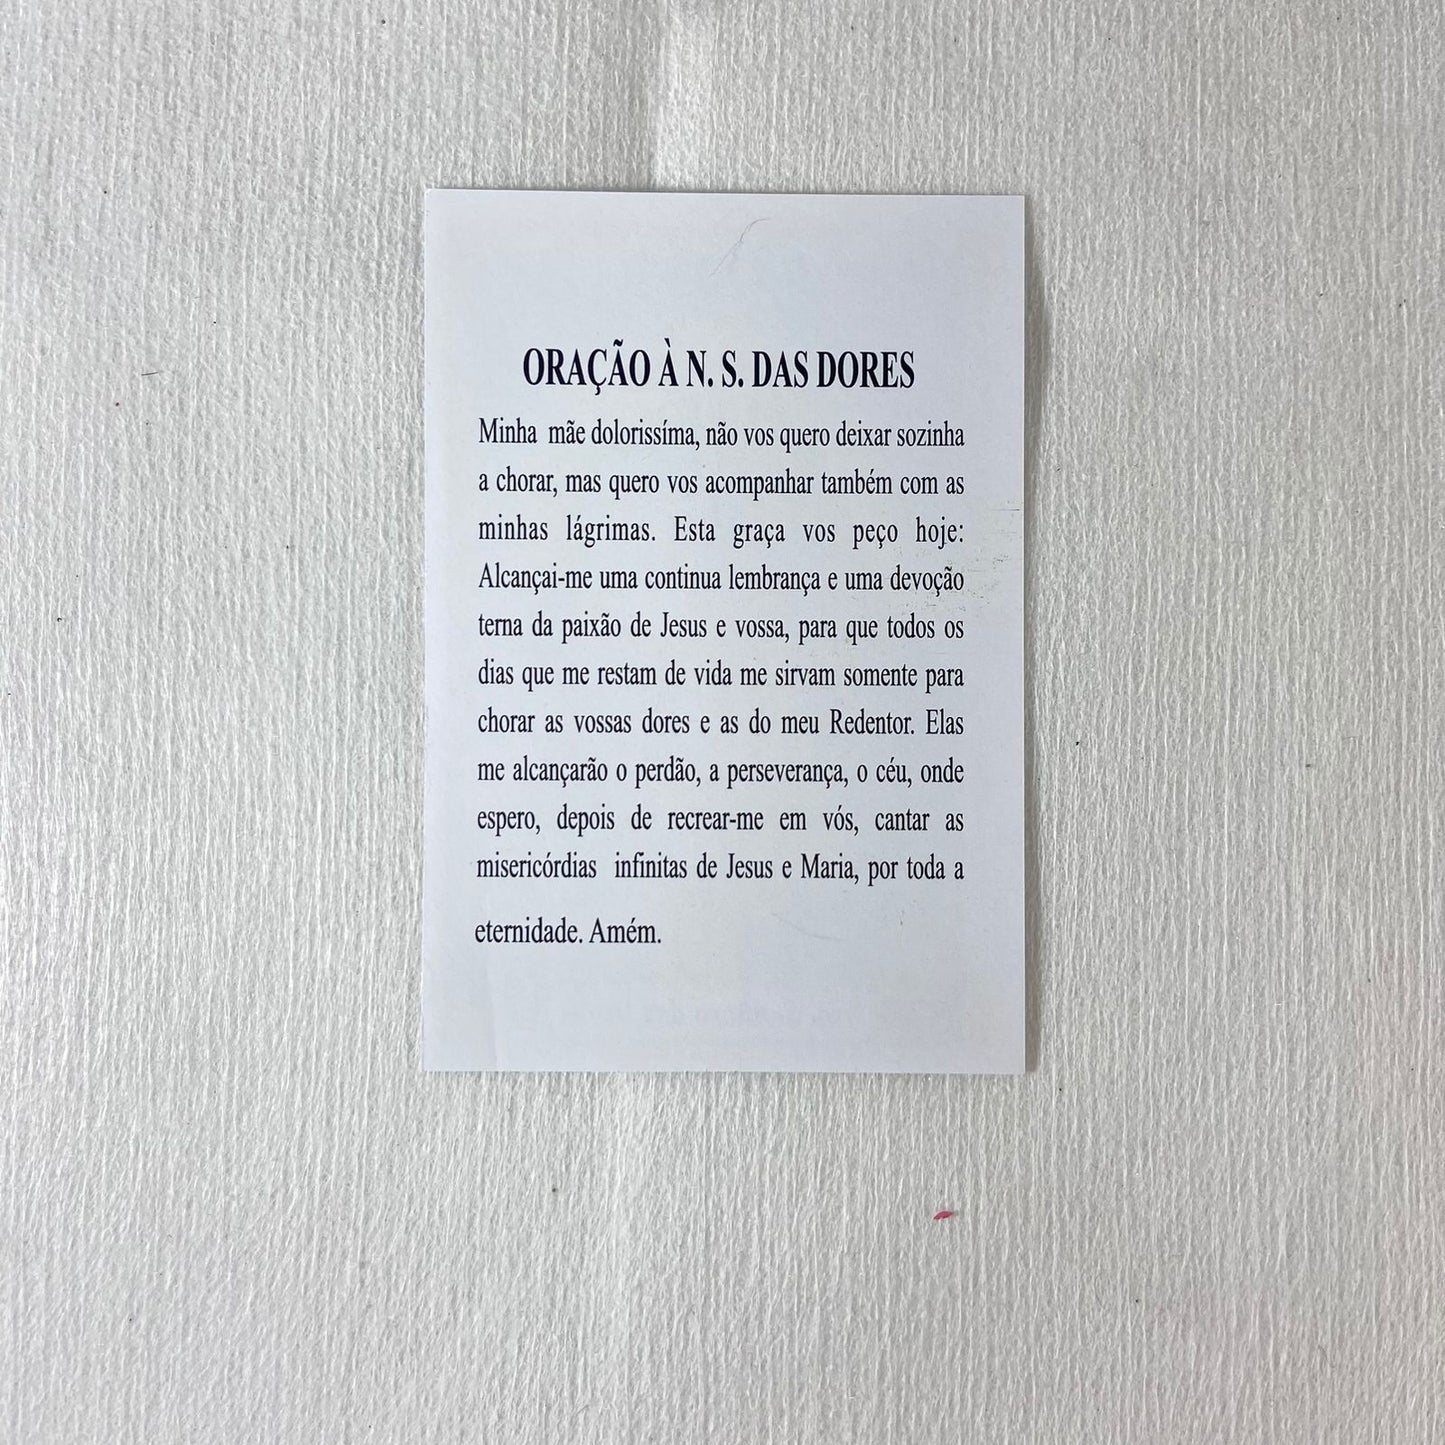 ORAÇÃO À N. S. DAS DORES
Minha mãe dolorissíma, não vos quero deixar sozinha
a chorar, mas quero vos acompanhar também com as
minhas lágrimas. Esta graça vos peço hoje:
Alcançai-me uma continua lembrança e uma devoção
terna da paixão de Jesus e vossa, para que todos os
dias que me restam de vida me sirvam somente para
chorar as vossas dores e as do meu Redentor. Elas
me alcançarão o perdão, a perseverança, o céu, onde
espero, depois de recrear-me em vós, cantar as
misericórdias infinitas de Jesus e Maria, por toda a
eternidade. Amém.